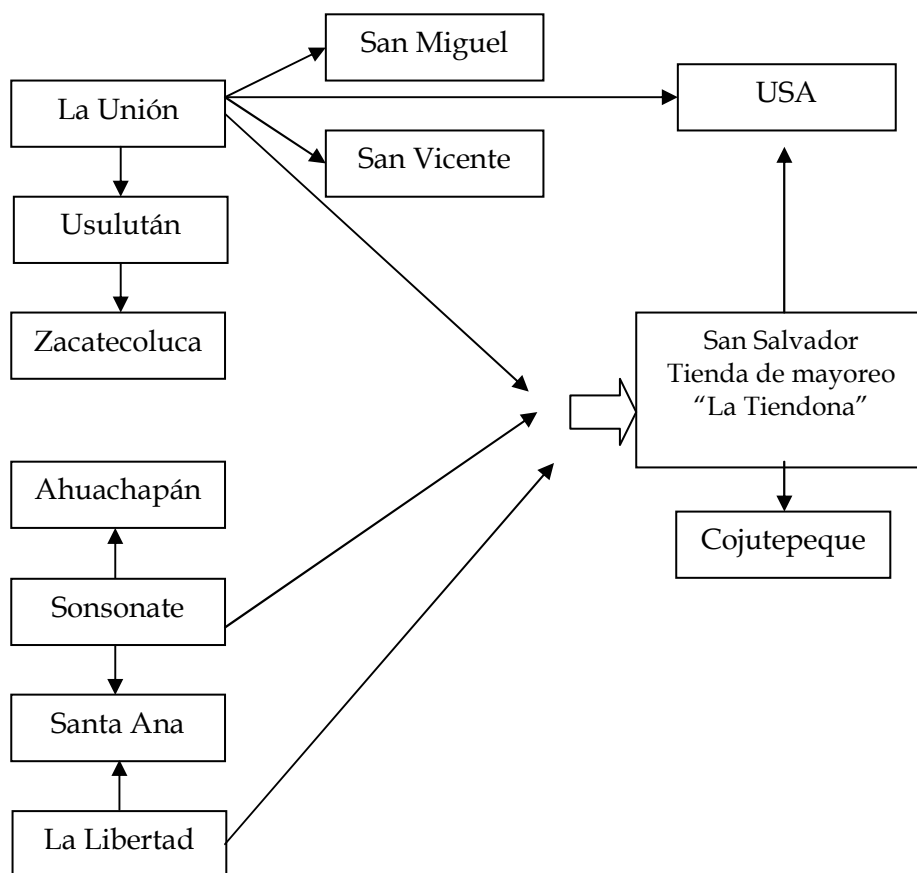 San Miguel
La Unión
USA
San Vicente
Usulután
Zacatecoluca
San Salvador
Tienda de mayoreo
“La Tiendona”
Ahuachapán
Cojutepeque
Sonsonate
Santa Ana
La Libertad